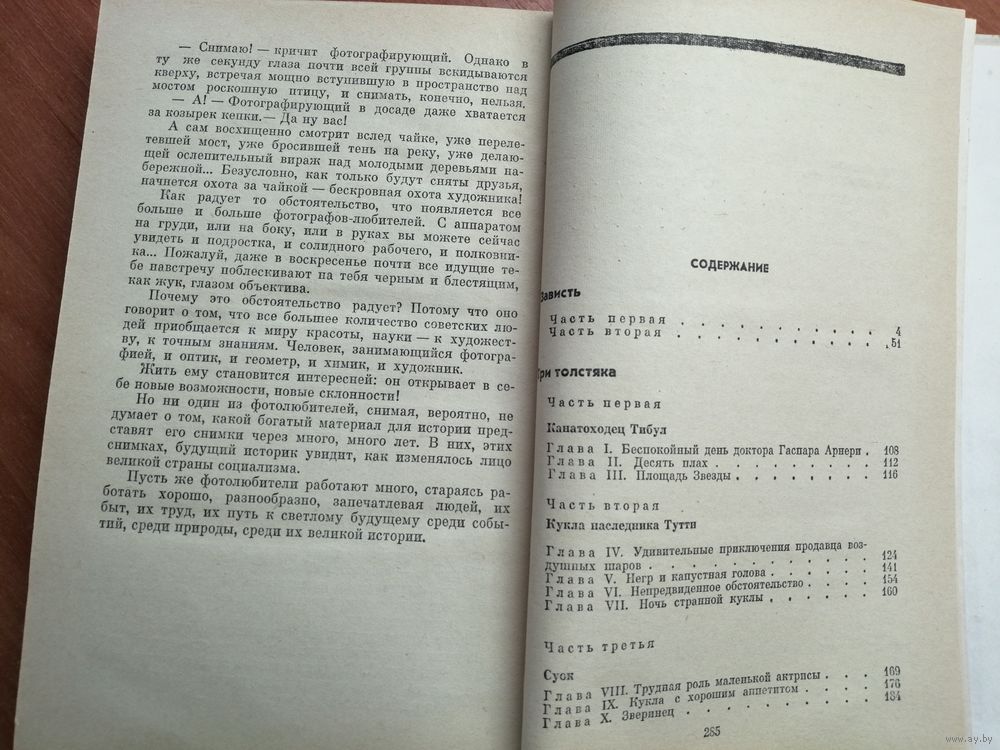 — Снимаю! — кричит фотографирующий. Однако в
ту же секунду глаза почти всей группы вскидываются
кверху, встречая мощно вступившую в пространство над
мостом роскошную птицу, и снимать, конечно, нельзя.
— А! — Фотографирующий в досаде даже хватается
за козырек кепки. — Да ну вас!
А сам восхищенно смотрит вслед чайке, уже переле-
тевшей мост, уже бросившей тень на реку, уже делаю-
щей ослепительный вираж над молодыми деревьями на-
бережной... Безусловно, как только будут сняты друзья,
начнется охота за чайкой — бескровная охота художника!
Как радует то обстоятельство, что появляется все
больше и больше фотографов-любителей. С аппаратом
на груди, или на боку, или в руках вы можете сейчас
увидеть и подростка, и солидного рабочего, и полковни-
ка... Пожалуй, даже в воскресенье почти все идущие те-
бе павстречу поблескивают па тебя черным и блестящим,
как жук, глазом объектива.
Почему это обстоятельство радует? Потому что оно
говорит о том, что все большее количество советских лю-
дей приобщается к миру красоты, науки — к художест-
ву, к точным знаниям. Человек, занимающийся фотогра-
фией, и оптик, и геометр, и химик, и художник.
Жить ему становится интересней: он открывает в се-
бе новые возможности, новые склонности!
Но ни один из фотолюбителей, снимая, вероятно, не
думает о том, какой богатый материал для истории пред-
ставят его снимки через много, много лет. В них, этих
снимках, будущий историк увидит, как изменялось лицо
великой страны социализма.
Пусть же фотолюбители работают много, стараясь ра-
ботать хорошо, разнообразно, запечатлевая людей, их
быт, их труд, их путь к светлому будущему среди собы-
тий, среди природы, среди их великой истории.
СОДЕРЖАНИЕ
Зависть
Часть первая . . . . . . . . . . 4
Часть вторая . . . . . . . . . . 51
Три толстяка
Часть первая
Канатоходец Тибул
Глава I. Беспокойный день доктора Гаспара Арнери . 108
Глава II. Десять плах . . . . . . . . 112
Глава III. Площадь Звезды . . . . . . . 116
Часть вторая
Кукла наследника Тутти
Глава IV. Удивительные приключения продавца воз-
душных шаров . . . . . . . . . . 124
Глава V. Негр и капустная голова . . . . . 141
Глава VI. Непредвиденное обстоятельство . . . 154
Глава VII. Ночь странной куклы . . . . . 160
Часть третья
Суок
Глава VIII. Трудная роль маленькой актрисы . . . 169
Глава IX. Кукла с хорошим аппетитом . . . . 176
Глава X. Зверинец . . . . . . . . 184
285
www.ay.by